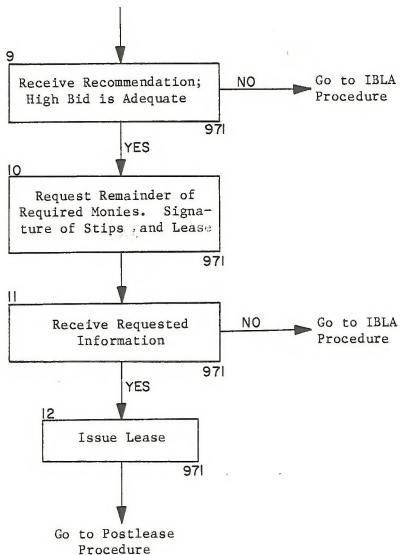 9
Receive Recommendation;
High Bid is Adequate
971
NO
Go to IBLA
Procedure
YES
10
Request Remainder of
Required Monies. Signa-
ture of Stips , and Lease
971
11
Receive Requested
Information
971
NO
Go to IBLA
Procedure
YES
12
Issue Lease
971
Go to Postlease
Procedure